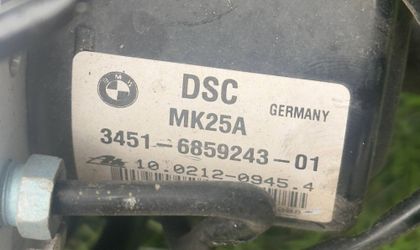 BMW
DSC
MK25A GERMANY
3451-6859243-01
10.0212-0945.4